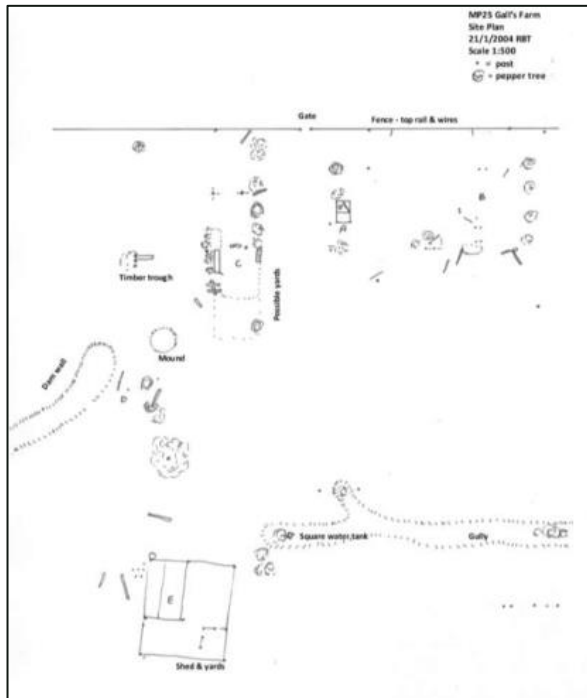 MP25 Gall's Farm
Site Plan
21/1/2004 RBT
Scale 1:500
• = post
= pepper tree
Gate
Fence - top rail & wires
A
B
C
Possible yards
Timber trough
Mound
Dam wall
D
Square water tank
Gully
E
Shed & yards